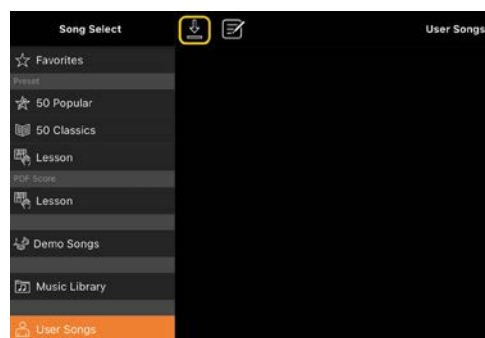 Song Select
User Songs
Favorites
Preset
50 Popular
50 Classics
Lesson
PDF Score
Lesson
Demo Songs
Music Library
User Songs